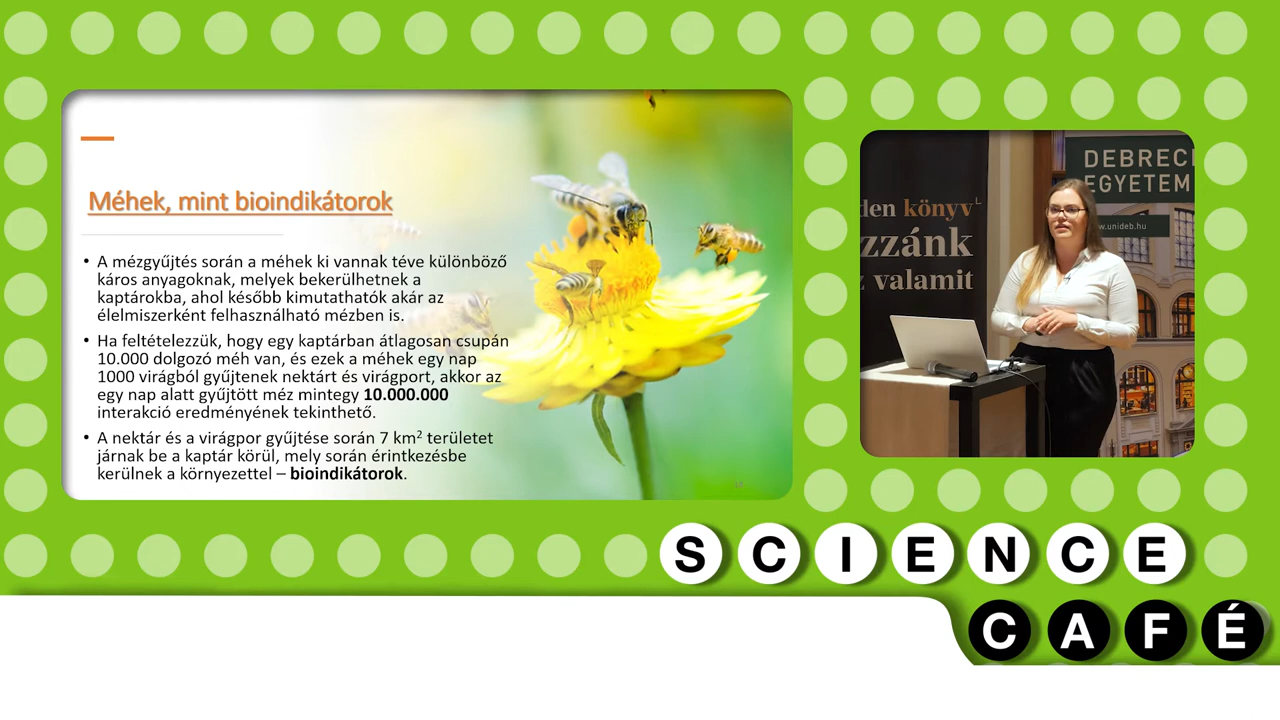 Méhek, mint bioindikátorok
• A mézgyűjtés során a méhek ki vannak téve különböző
káros anyagoknak, melyek bekerülhetnek a
kaptárokba, ahol később kimutathatók akár az
élelmiszerként felhasználható mézben is.
• Ha feltételezzük, hogy egy kaptárban átlagosan csupán
10.000 dolgozó méh van, és ezek a méhek egy nap
1000 virágból gyűjtenek nektárt és virágport, akkor az
egy nap alatt gyűjtött méz mintegy 10.000.000
interakció eredményének tekinthető.
• A nektár és a virágpor gyűjtése során 7 km² területet
járnak be a kaptár körül, mely során érintkezésbe
kerülnek a környezettel – bioindikátorok.
den könyv
zzánk
z valamit
DEBRECE
EGYETEM
w.unideb.hu
SCIENCE
CAFÉ